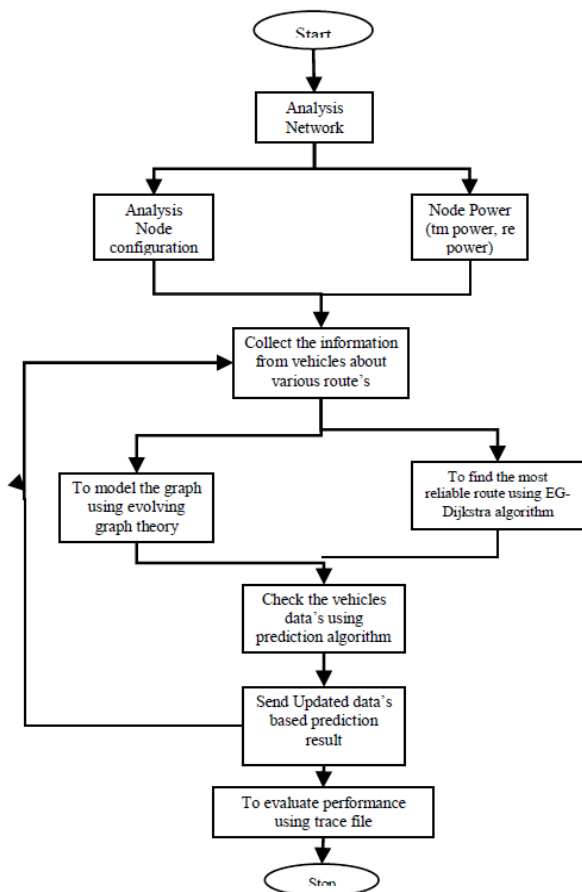 Start
Analysis
Network
Analysis
Node
configuration
Node Power
(tm power, re
power)
Collect the information
from vehicles about
various route's
To model the graph
using evolving
graph theory
To find the most
reliable route using EG-
Dijkstra algorithm
Check the vehicles
data's using
prediction algorithm
Send Updated data's
based prediction
result
To evaluate performance
using trace file
Stop